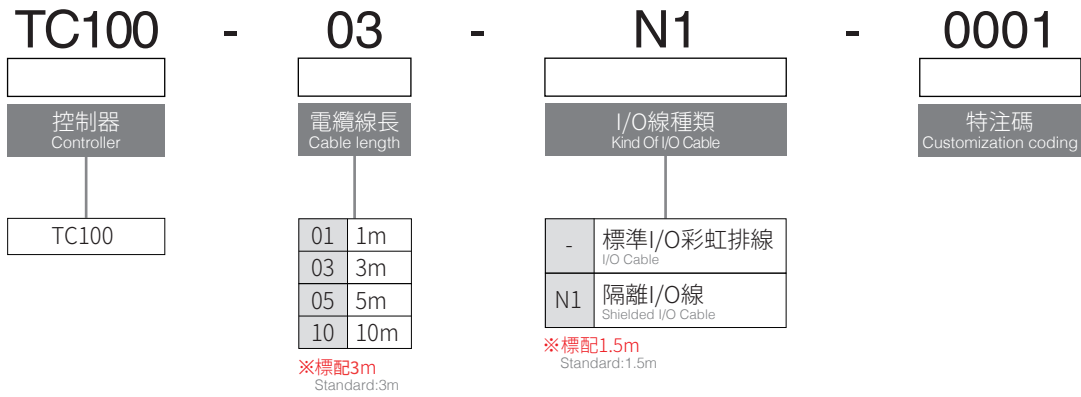 TC100 - 03 - N1 - 0001
控制器
Controller
電纜線長
Cable length
I/O線種類
Kind Of I/O Cable
特注碼
Customization coding
TC100
01 1m
03 3m
05 5m
10 10m
※標配3m
Standard:3m
- 標準I/O彩虹排線
I/O Cable
N1 隔離I/O線
Shielded I/O Cable
※標配1.5m
Standard:1.5m